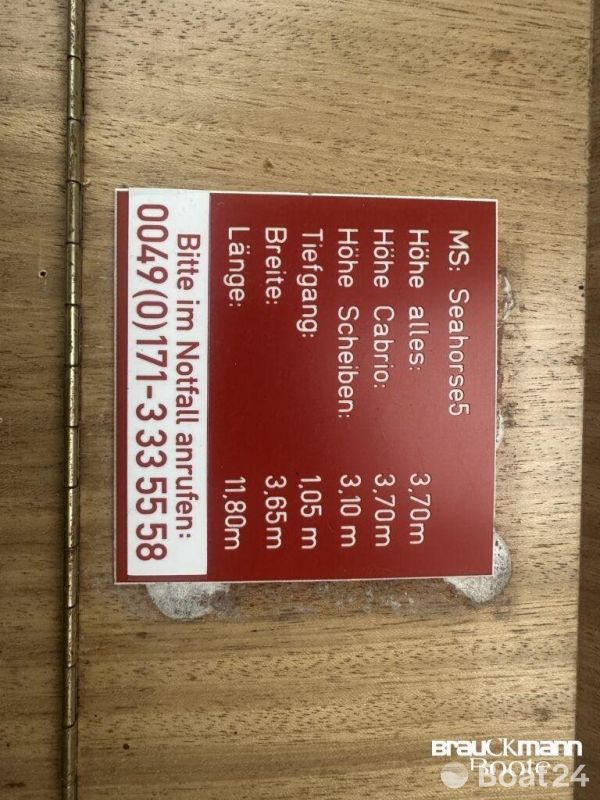 MS: Seahorse5
Höhe alles: 3,70m
Höhe Cabrio: 3,70m
Höhe Scheiben: 3,10 m
Tiefgang: 1,05 m
Breite: 3,65m
Länge: 11,80m
Bitte im Notfall anrufen:
0049(0)171-3 33 55 58
Brauckmann
Boote
Boat24